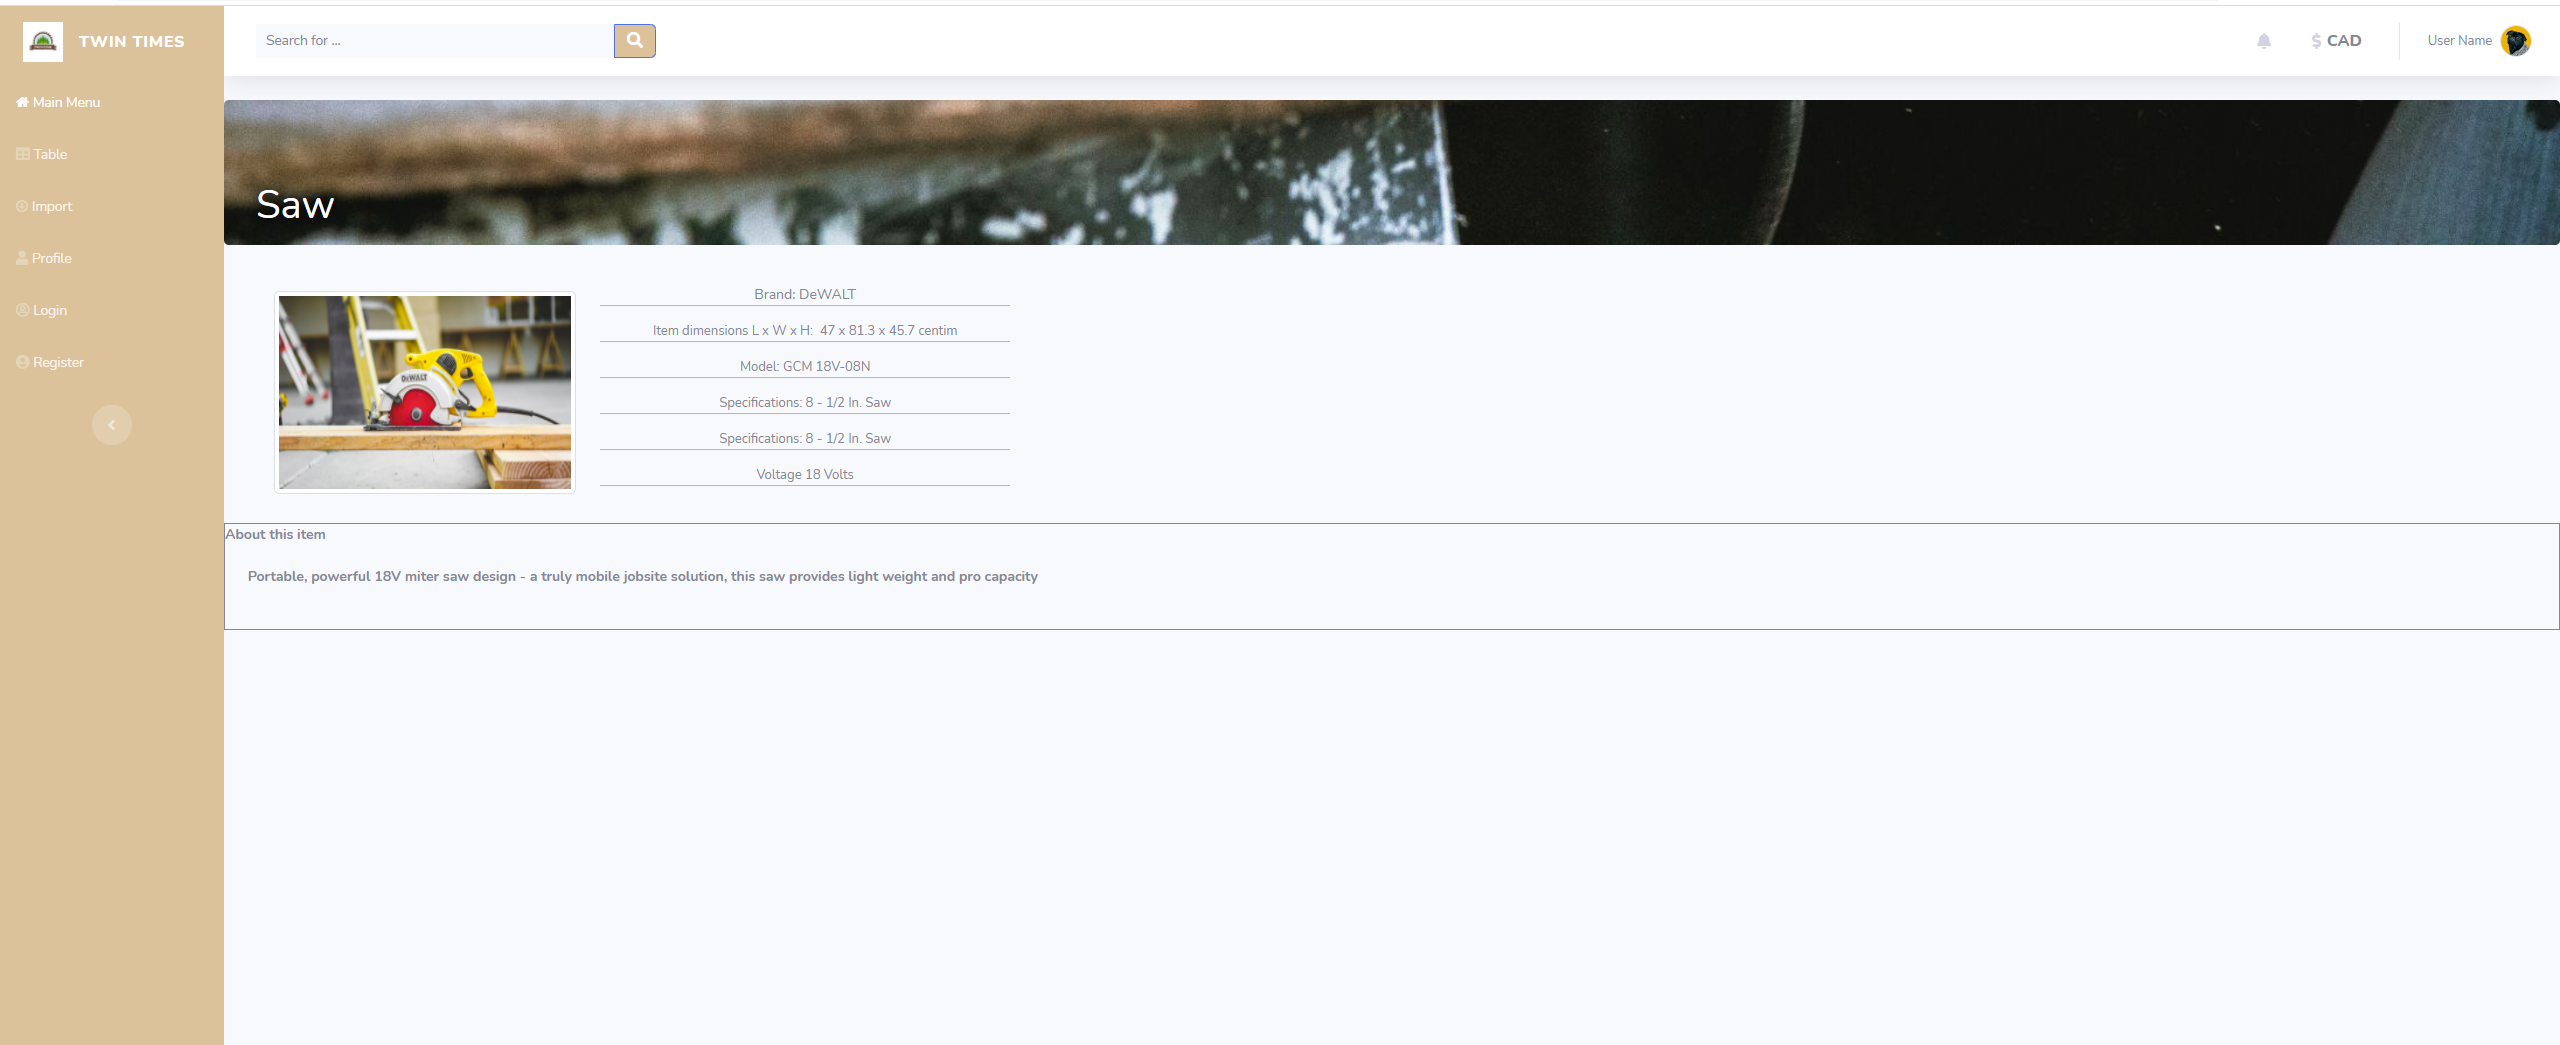 TWIN TIMES
Search for ...
$ CAD
User Name
Main Menu
Table
Import
Profile
Login
Register
Saw
DeWALT
Brand: DeWALT
Item dimensions L x W x H:  47 x 81.3 x 45.7 centim
Model: GCM 18V-08N
Specifications: 8 - 1/2 In. Saw
Specifications: 8 - 1/2 In. Saw
Voltage 18 Volts
About this item
Portable, powerful 18V miter saw design - a truly mobile jobsite solution, this saw provides light weight and pro capacity